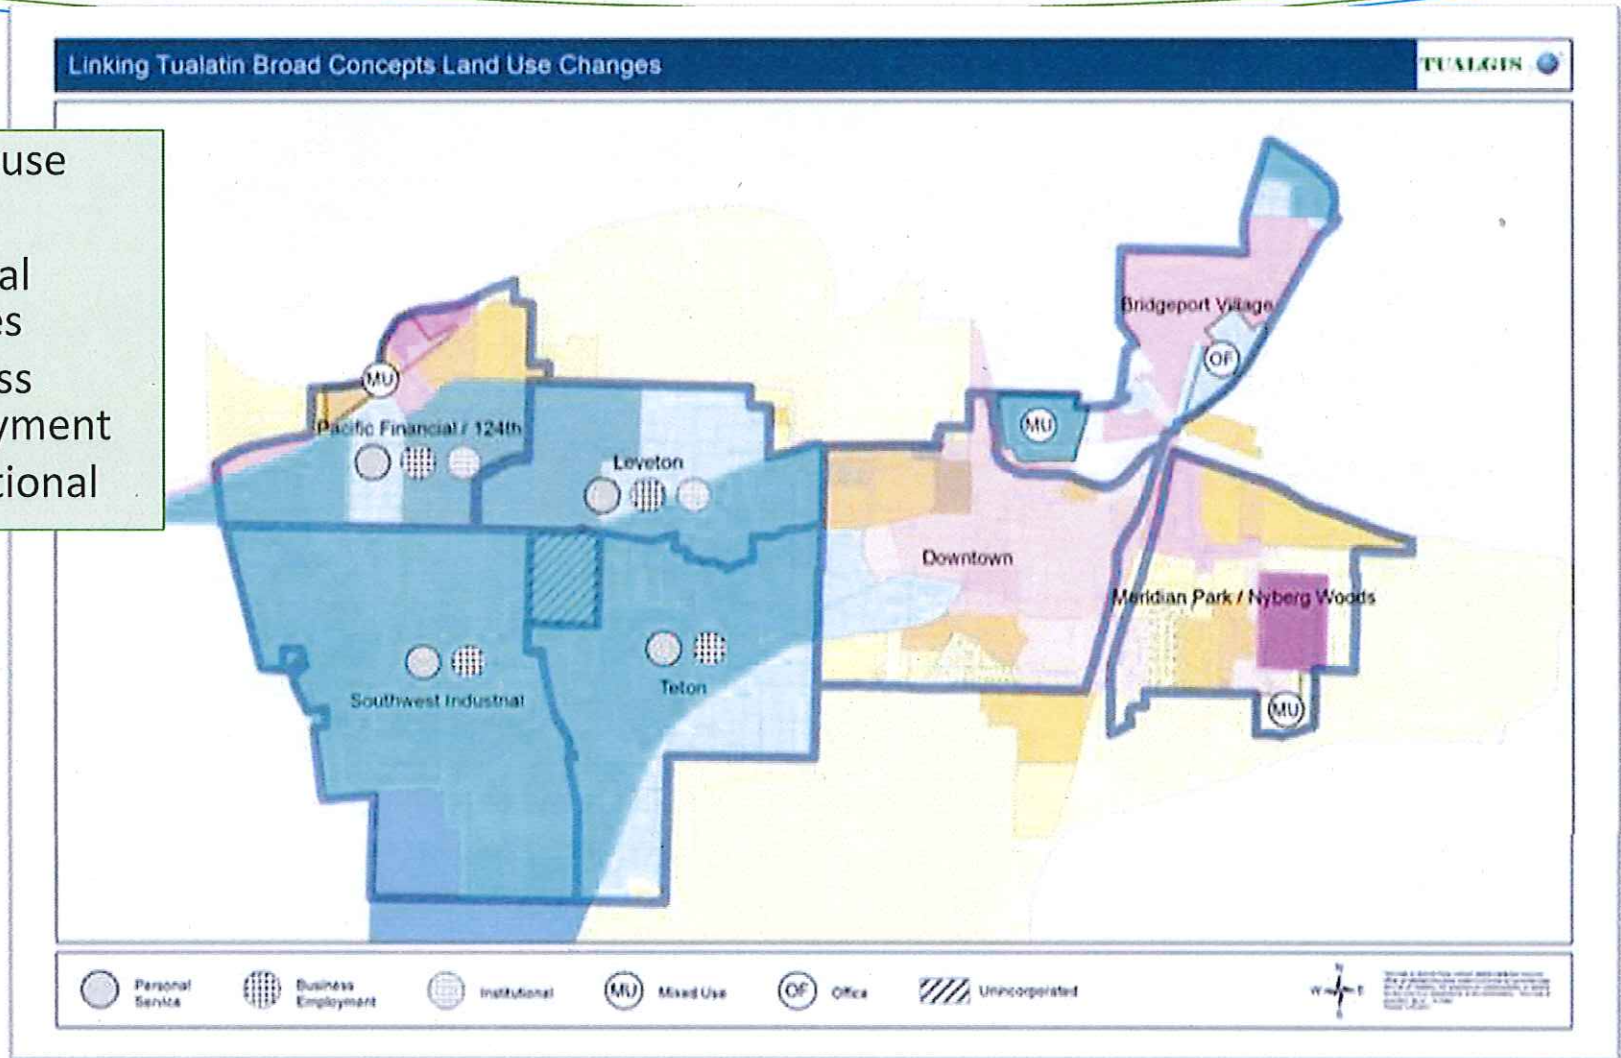 Linking Tualatin Broad Concepts Land Use Changes
TUALGIS
use
al
es
ss
yment
tional
Bridgeport Village
OF
MU
MU
Pacific Financial / 124th
Leveton
Downtown
Meridian Park / Nyberg Woods
Southwest Industrial
Teton
MU
Personal
Service
Business
Employment
Institutional
MU
Mixed Use
OF
Office
Unincorporated
N
W
E
S